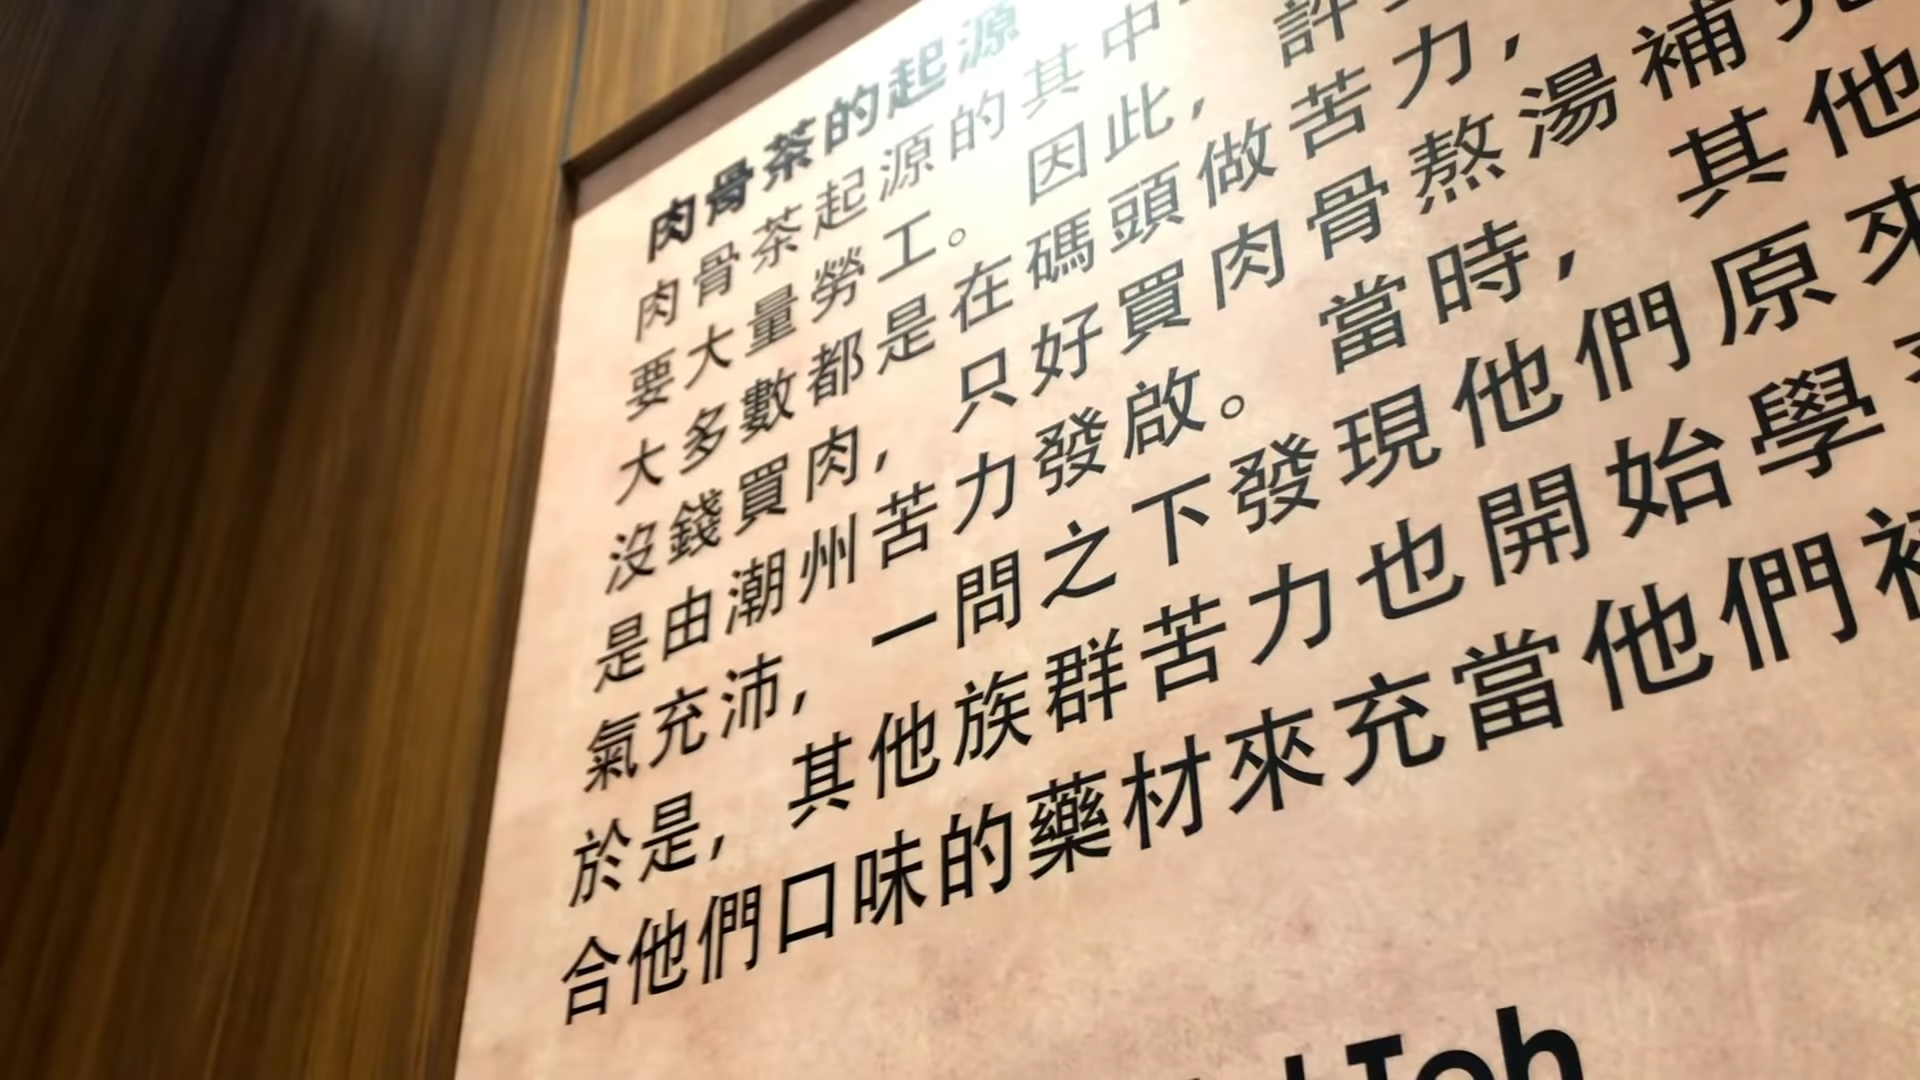 肉骨茶的起源
肉骨茶起源的其中
要大量勞工。因此，許
大多數都是在碼頭做苦力，
沒錢買肉，只好買肉骨熬湯補充
是由潮州苦力發啟。當時，其他
氣充沛，一問之下發現他們原來
於是，其他族群苦力也開始學
合他們口味的藥材來充當他們
Teh